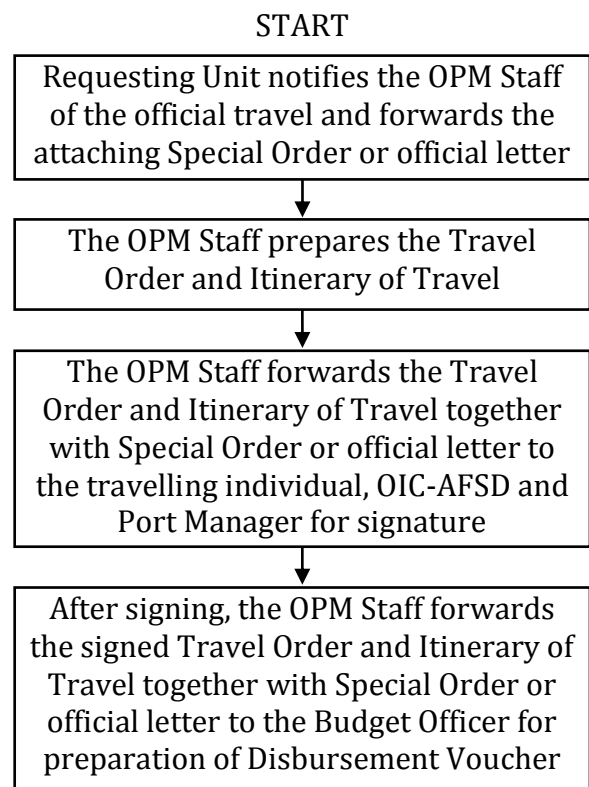 START
Requesting Unit notifies the OPM Staff
of the official travel and forwards the
attaching Special Order or official letter
The OPM Staff prepares the Travel
Order and Itinerary of Travel
The OPM Staff forwards the Travel
Order and Itinerary of Travel together
with Special Order or official letter to
the travelling individual, OIC-AFSD and
Port Manager for signature
After signing, the OPM Staff forwards
the signed Travel Order and Itinerary of
Travel together with Special Order or
official letter to the Budget Officer for
preparation of Disbursement Voucher